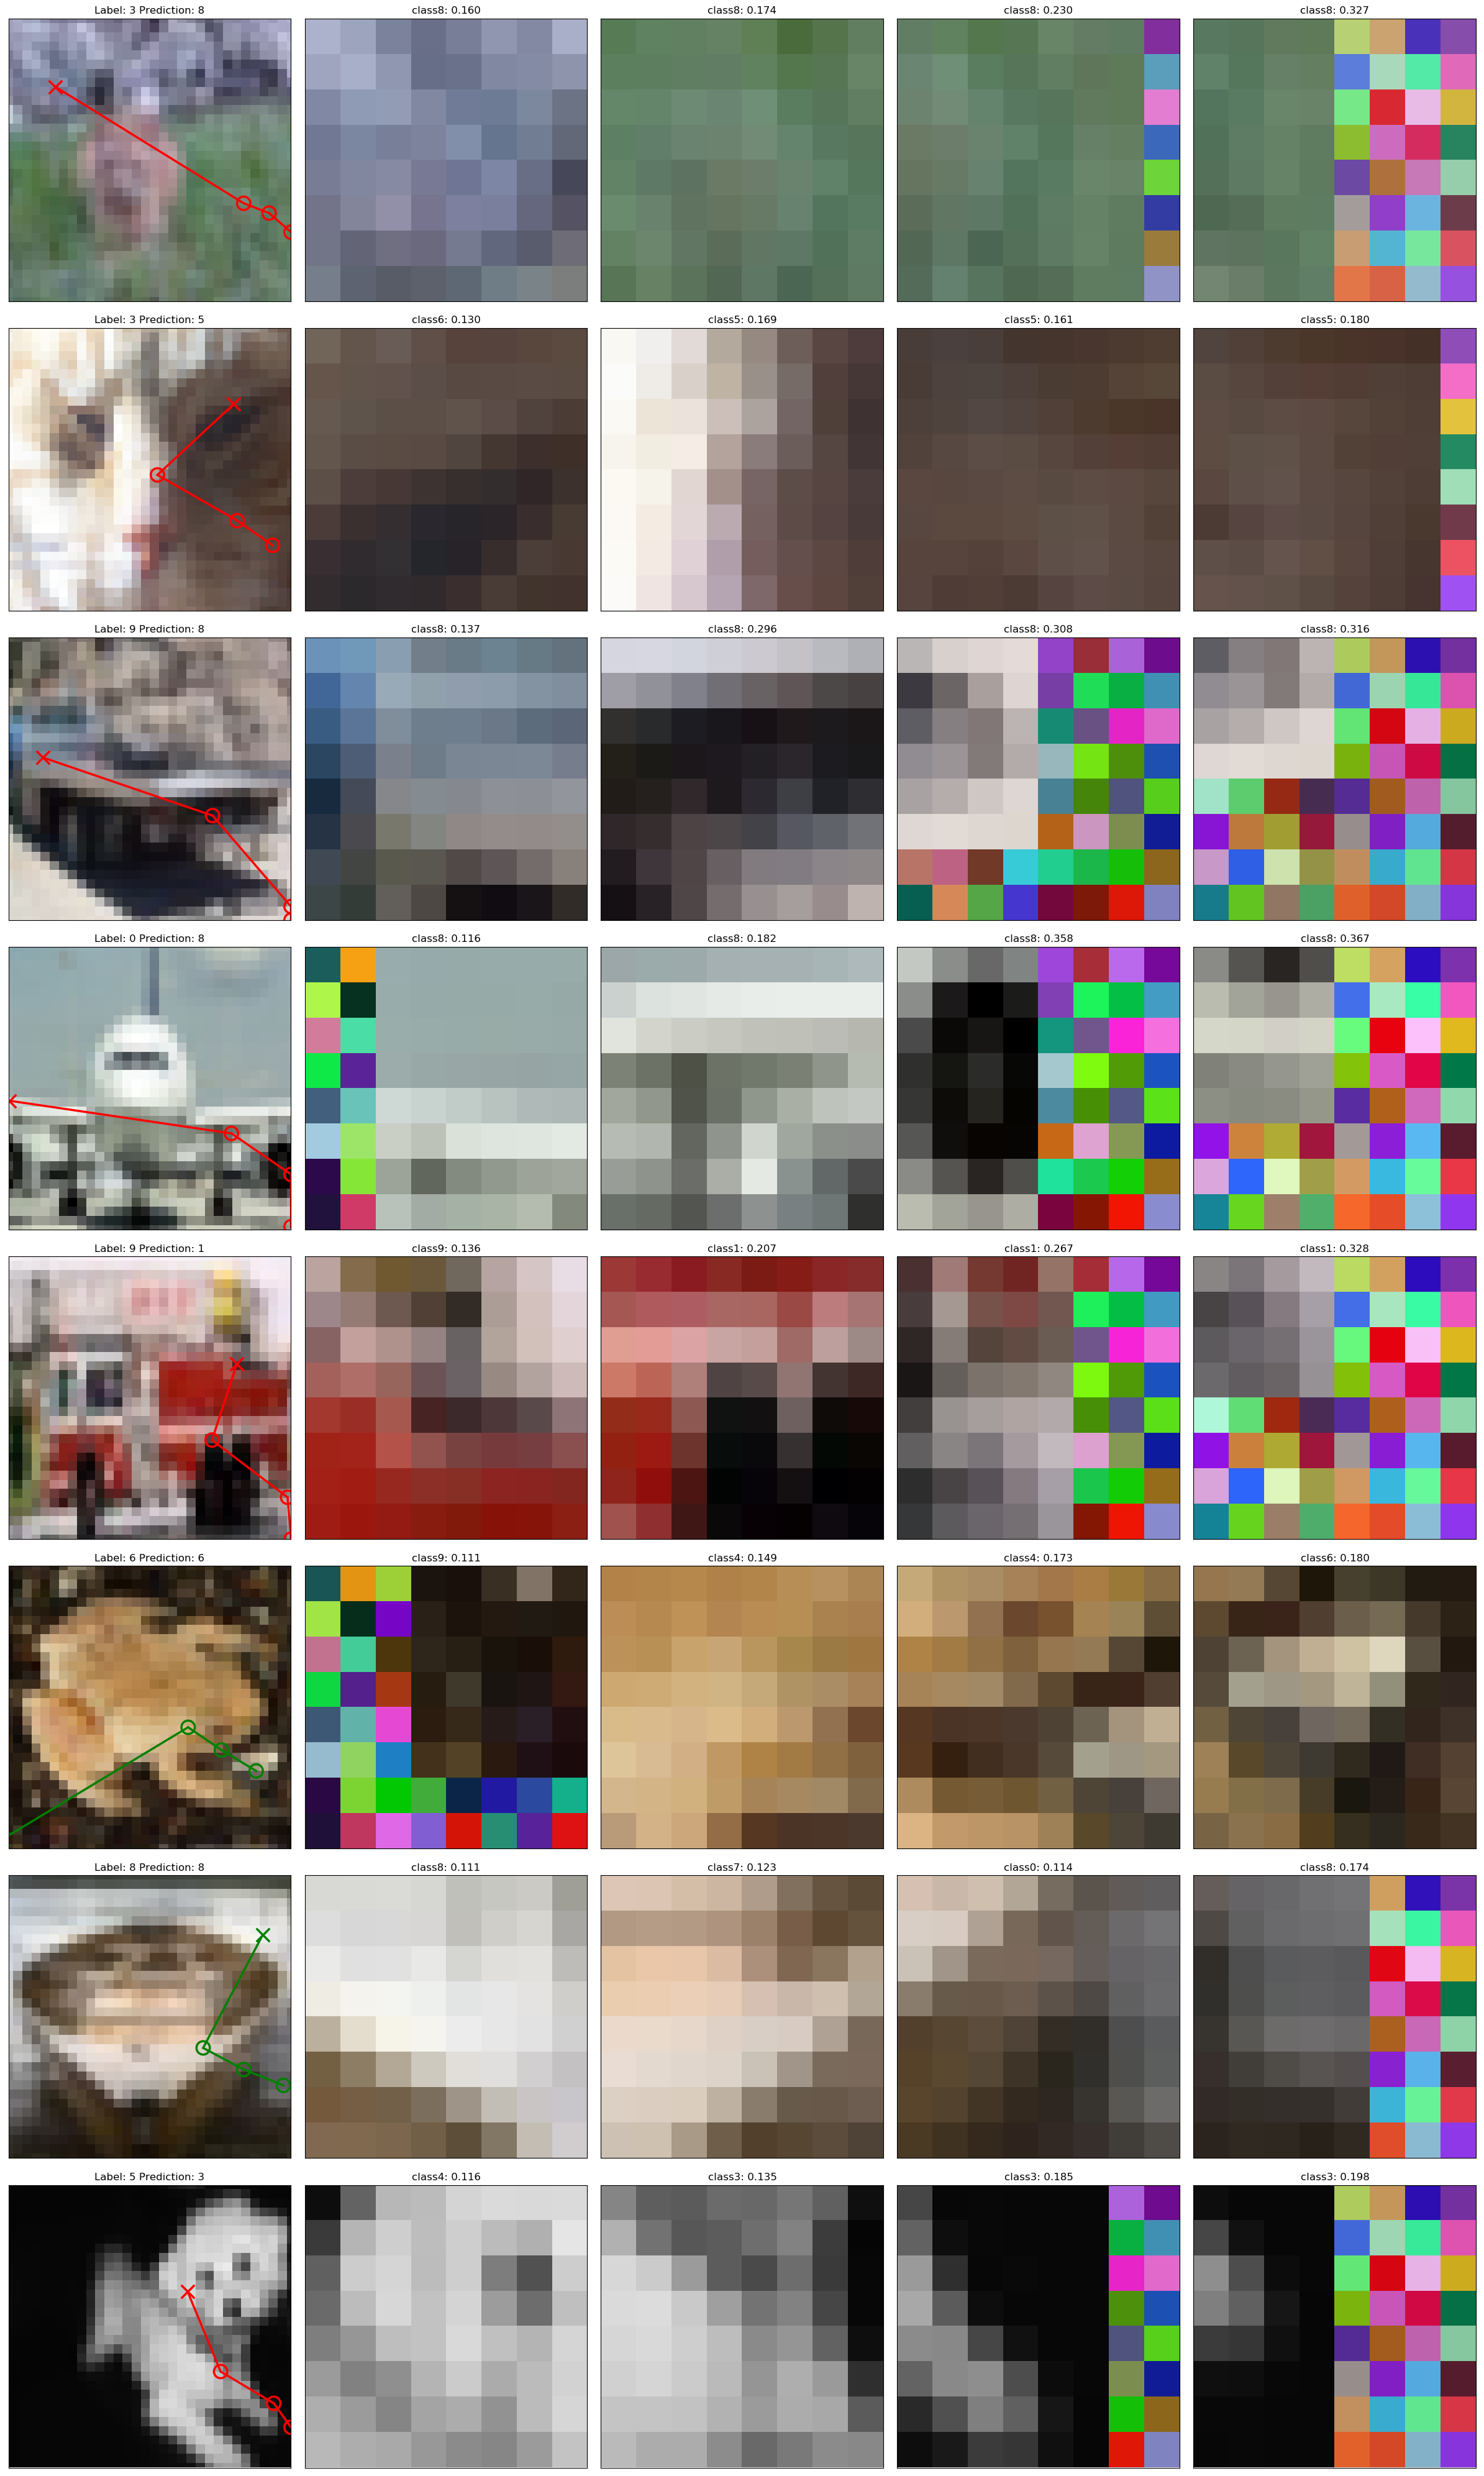 Label: 3 Prediction: 8 class8: 0.160 class8: 0.174 class8: 0.230 class8: 0.327
Label: 3 Prediction: 5 class6: 0.130 class5: 0.169 class5: 0.161 class5: 0.180
Label: 9 Prediction: 8 class8: 0.137 class8: 0.296 class8: 0.308 class8: 0.316
Label: 0 Prediction: 8 class8: 0.116 class8: 0.182 class8: 0.358 class8: 0.367
Label: 9 Prediction: 1 class9: 0.136 class1: 0.207 class1: 0.267 class1: 0.328
Label: 6 Prediction: 6 class9: 0.111 class4: 0.149 class4: 0.173 class6: 0.180
Label: 8 Prediction: 8 class8: 0.111 class7: 0.123 class0: 0.114 class8: 0.174
Label: 5 Prediction: 3 class4: 0.116 class3: 0.135 class3: 0.185 class3: 0.198